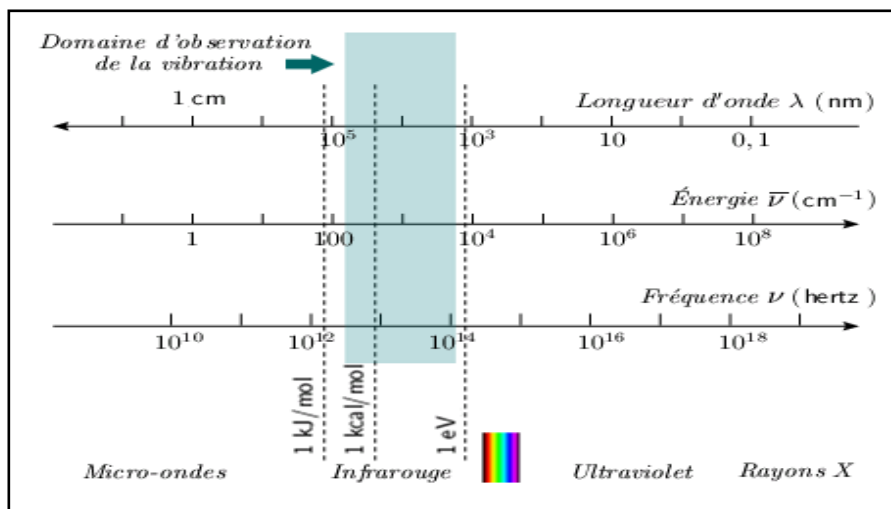 Domaine d'observation
de la vibration
1 cm
Longueur d'onde λ (nm)
10⁵ 10³ 10 0,1
Énergie ν̅ (cm⁻¹)
1 100 10⁴ 10⁶ 10⁸
Fréquence ν (hertz)
10¹⁰ 10¹² 10¹⁴ 10¹⁶ 10¹⁸
1 kJ/mol
1 kcal/mol
1 eV
Micro-ondes Infrarouge Ultraviolet Rayons X